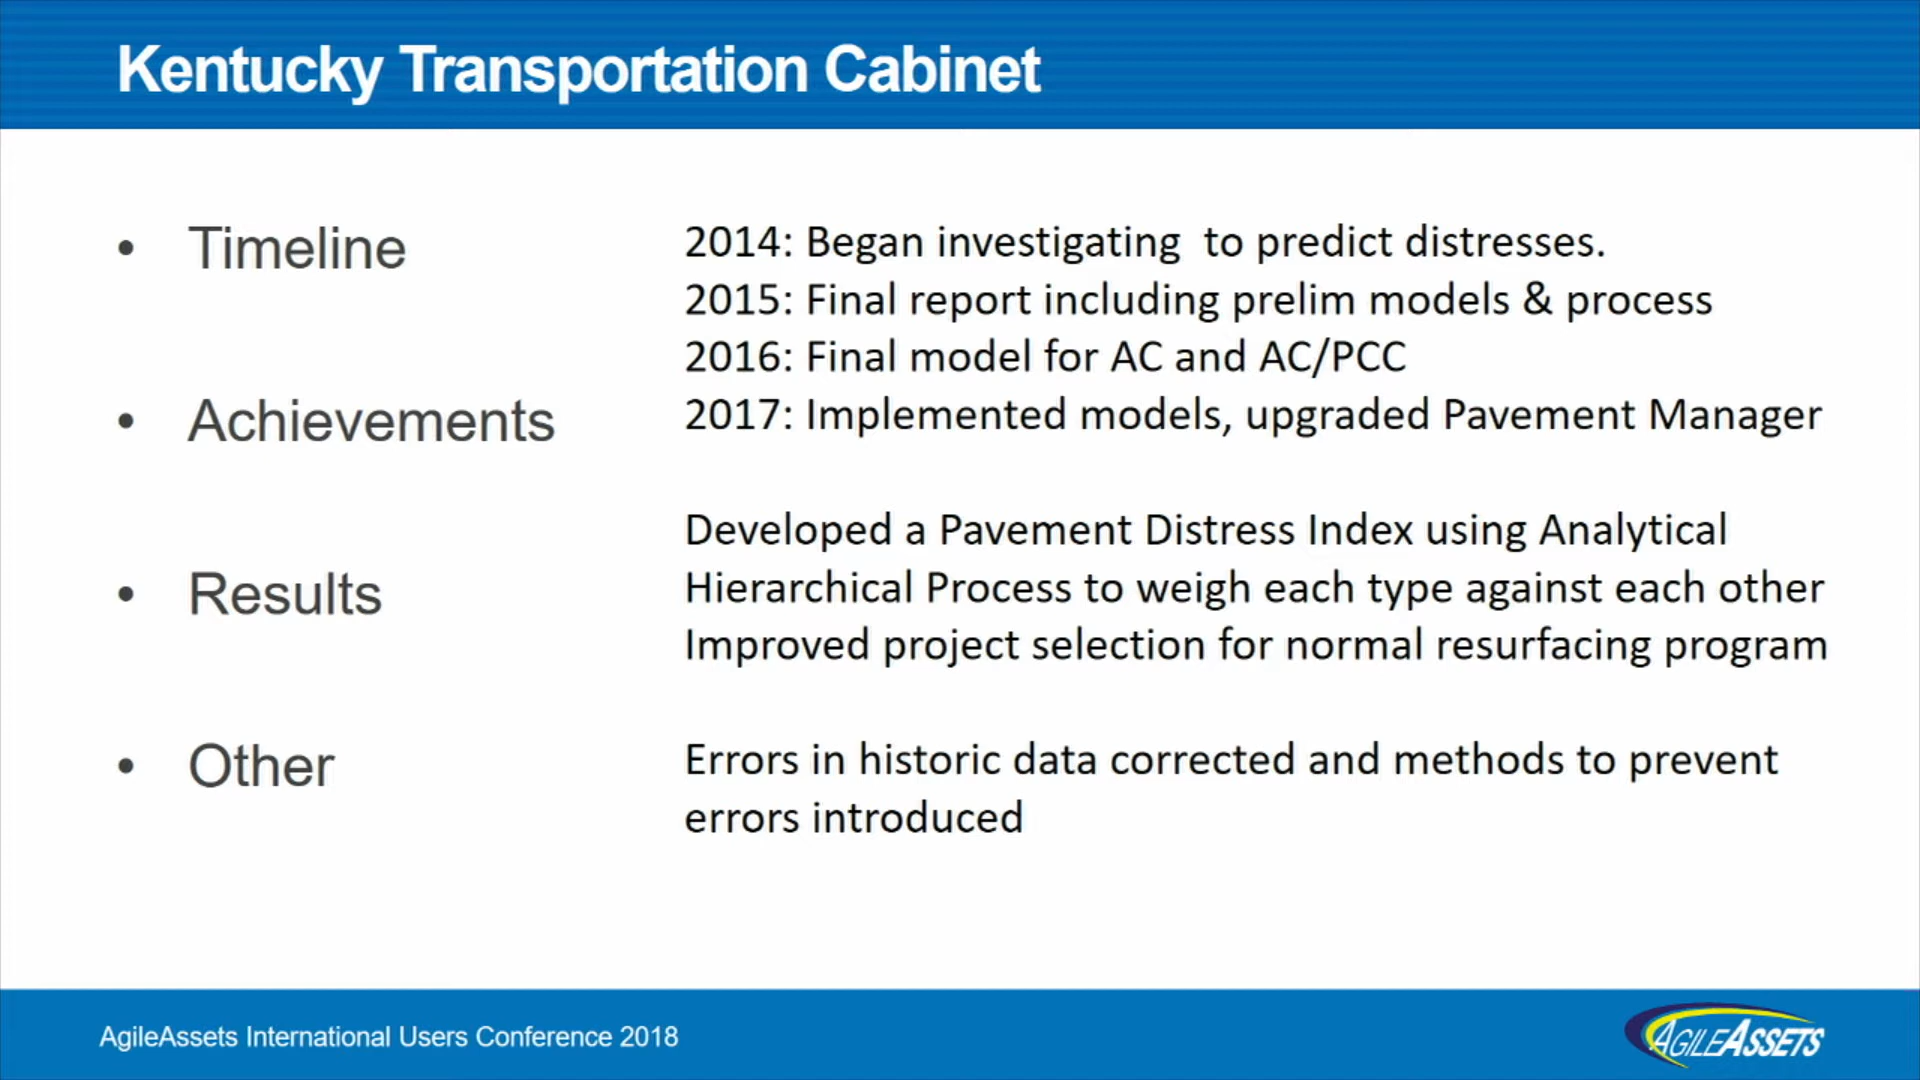 Kentucky Transportation Cabinet
• Timeline
• Achievements
• Results
• Other
2014: Began investigating  to predict distresses.
2015: Final report including prelim models & process
2016: Final model for AC and AC/PCC
2017: Implemented models, upgraded Pavement Manager
Developed a Pavement Distress Index using Analytical
Hierarchical Process to weigh each type against each other
Improved project selection for normal resurfacing program
Errors in historic data corrected and methods to prevent
errors introduced
AgileAssets International Users Conference 2018
AGILEASSETS